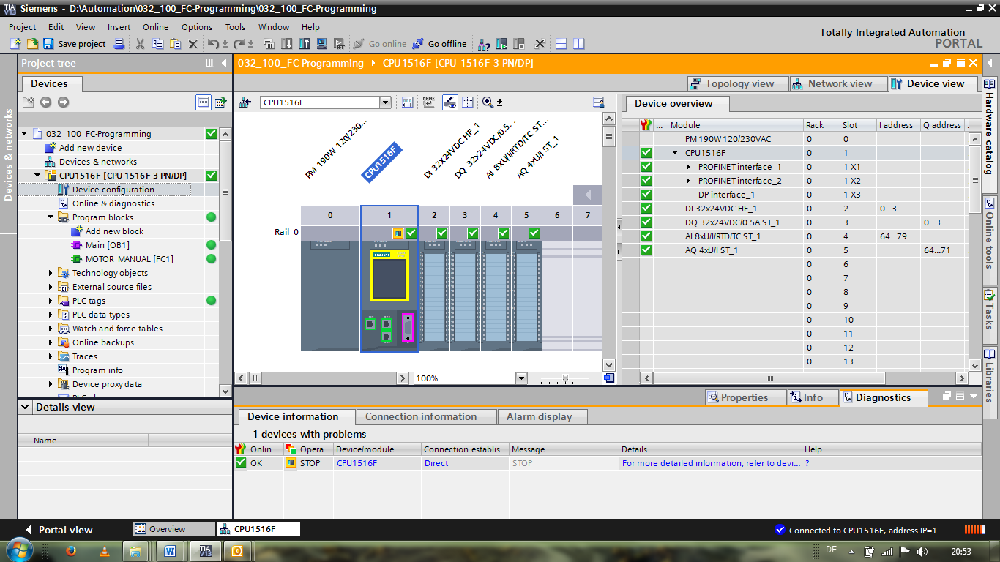 Siemens - D:\Automation\032_100_FC-Programming\032_100_FC-Programming
Project Edit View Insert Online Options Tools Window Help
Totally Integrated Automation
PORTAL
Save project Go online Go offline
Project tree
032_100_FC-Programming CPU1516F [CPU 1516F-3 PN/DP]
Devices
Topology view Network view Device view
CPU1516F
Device overview
Devices & networks
Hardware catalog
Online tools
Tasks
Libraries
032_100_FC-Programming
Add new device
Devices & networks
CPU1516F [CPU 1516F-3 PN/DP]
Device configuration
Online & diagnostics
Program blocks
Add new block
Main [OB1]
MOTOR_MANUAL [FC1]
Technology objects
External source files
PLC tags
PLC data types
Watch and force tables
Online backups
Traces
Program info
Device proxy data
PM 190W 120/230...
CPU1516F
DI 32x24VDC HF_1
DQ 32x24VDC/0.5...
AI 8xU/I/RTD/TC ST...
AQ 4xU/I ST_1
0 1 2 3 4 5 6 7
Rail_0
SIEMENS
100%
... Module Rack Slot I address Q address
PM 190W 120/230VAC 0 0
CPU1516F 0 1
PROFINET interface_1 0 1 X1
PROFINET interface_2 0 1 X2
DP interface_1 0 1 X3
DI 32x24VDC HF_1 0 2 0...3
DQ 32x24VDC/0.5A ST_1 0 3 0...3
AI 8xU/I/RTD/TC ST_1 0 4 64...79
AQ 4xU/I ST_1 0 5 64...71
0 6
0 7
0 8
0 9
0 10
0 11
0 12
0 13
Details view
Name
Properties Info Diagnostics
Device information Connection information Alarm display
1 devices with problems
Onlin... Opera.. Device/module Connection establis.. Message Details Help
OK STOP CPU1516F Direct STOP For more detailed information, refer to devi... ?
Portal view Overview CPU1516F Connected to CPU1516F, address IP=1...
DE 20:53